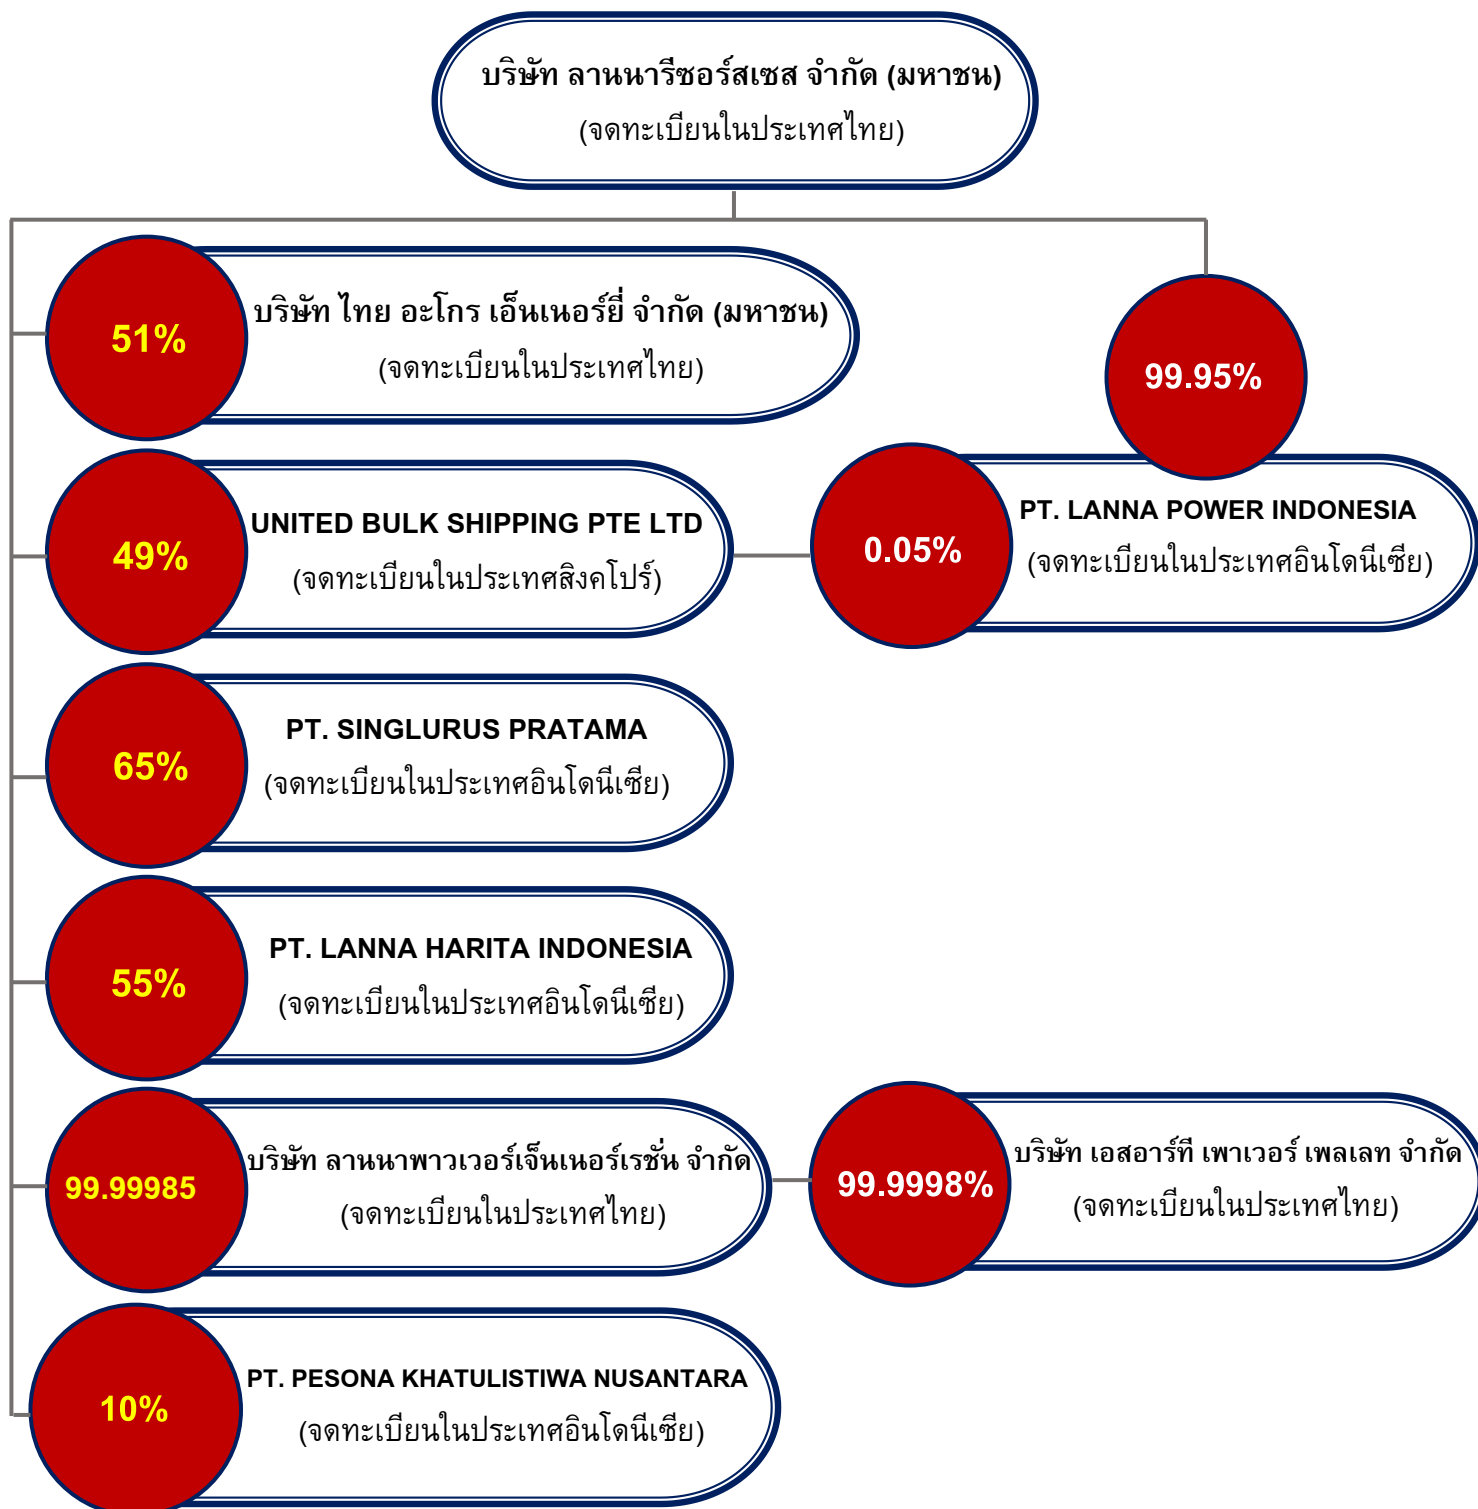 บริษัท ลานนารีซอร์สเซส จำกัด (มหาชน)
(จดทะเบียนในประเทศไทย)
51%
บริษัท ไทย อะโกร เอ็นเนอร์ยี่ จำกัด (มหาชน)
(จดทะเบียนในประเทศไทย)
99.95%
49%
UNITED BULK SHIPPING PTE LTD
(จดทะเบียนในประเทศสิงคโปร์)
0.05%
PT. LANNA POWER INDONESIA
(จดทะเบียนในประเทศอินโดนีเซีย)
65%
PT. SINGLURUS PRATAMA
(จดทะเบียนในประเทศอินโดนีเซีย)
55%
PT. LANNA HARITA INDONESIA
(จดทะเบียนในประเทศอินโดนีเซีย)
99.99985
บริษัท ลานนาพาวเวอร์เจ็นเนอร์เรชั่น จำกัด
(จดทะเบียนในประเทศไทย)
99.9998%
บริษัท เอสอาร์ที เพาเวอร์ เพลเลท จำกัด
(จดทะเบียนในประเทศไทย)
10%
PT. PESONA KHATULISTIWA NUSANTARA
(จดทะเบียนในประเทศอินโดนีเซีย)